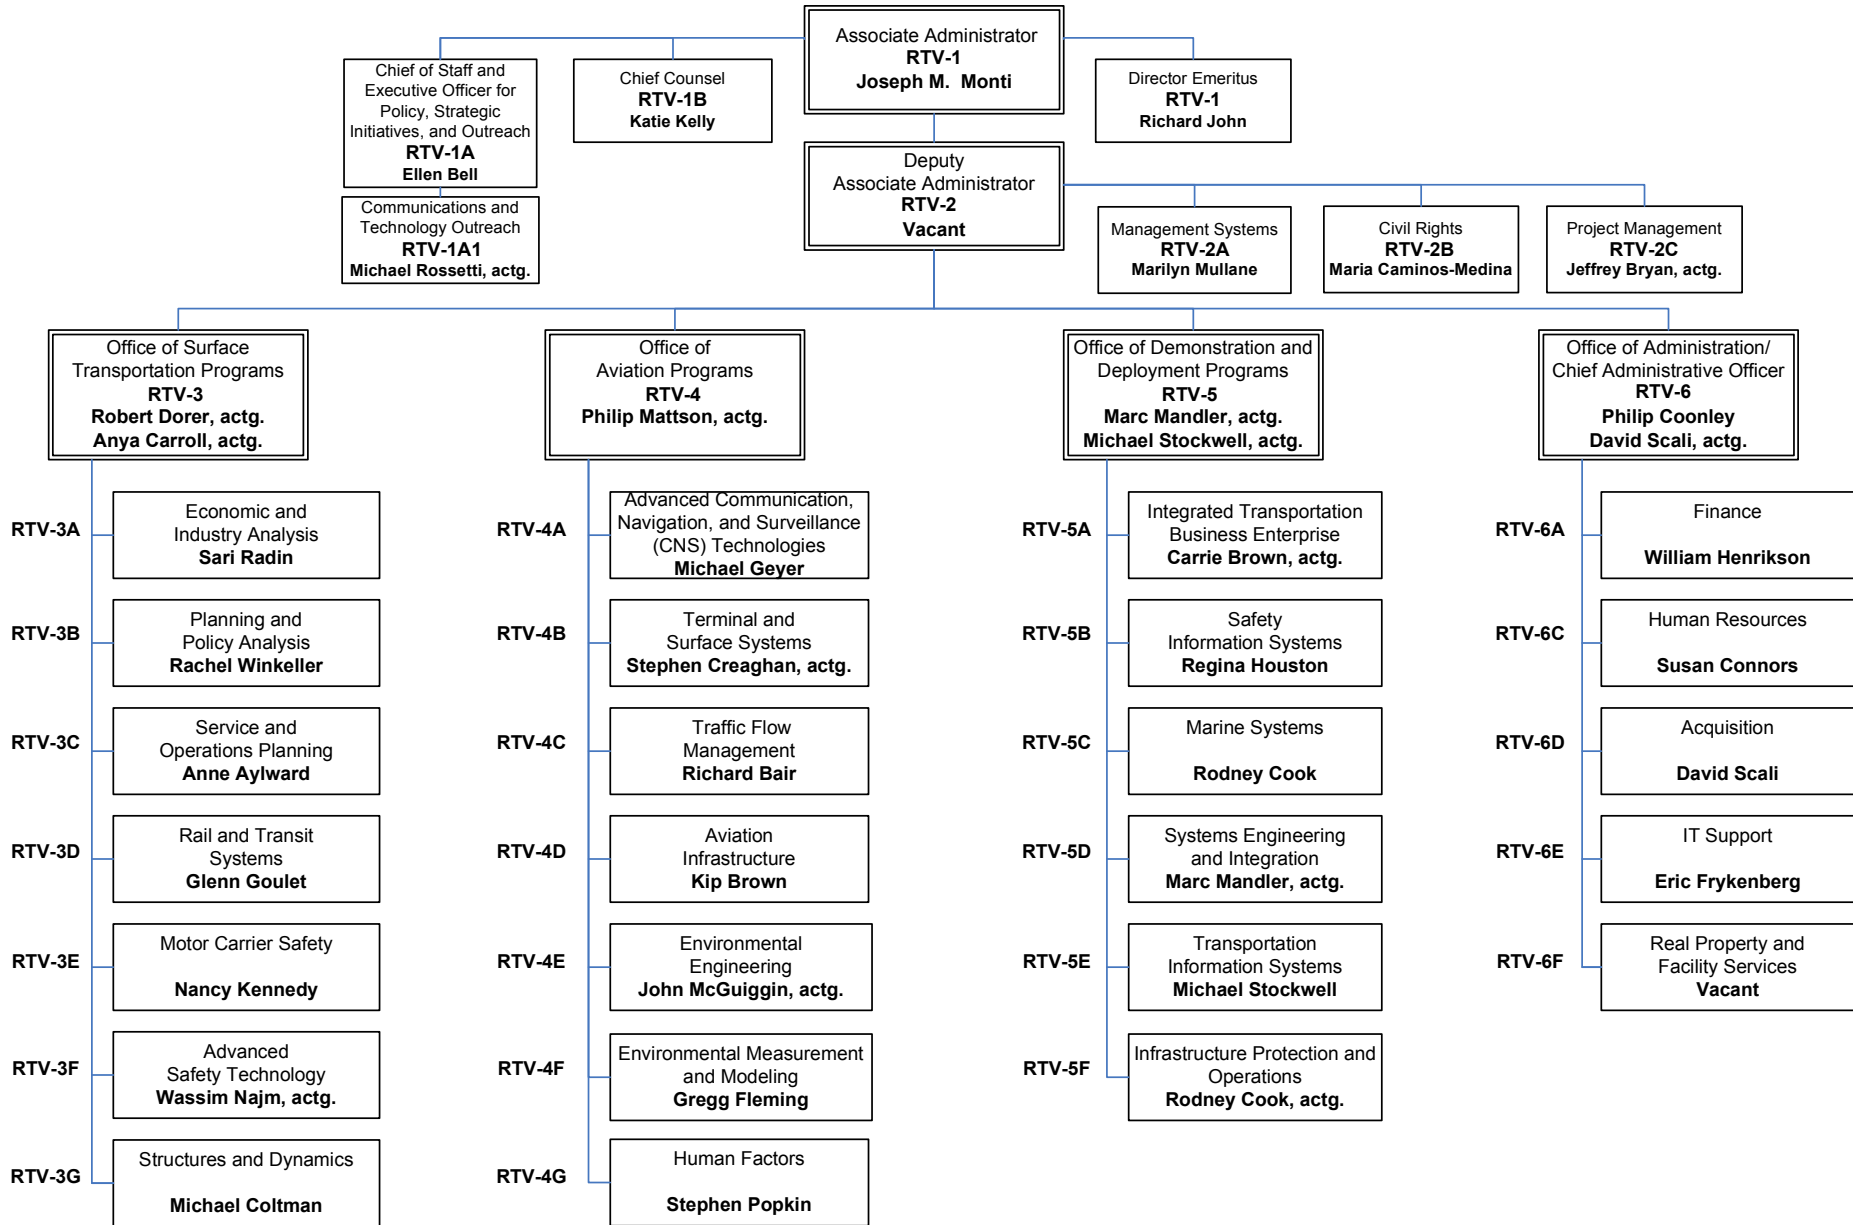 Associate Administrator
RTV-1
Joseph M.  Monti
Chief of Staff and
Executive Officer for
Policy, Strategic
Initiatives, and Outreach
RTV-1A
Ellen Bell
Chief Counsel
RTV-1B
Katie Kelly
Director Emeritus
RTV-1
Richard John
Communications and
Technology Outreach
RTV-1A1
Michael Rossetti, actg.
Deputy
Associate Administrator
RTV-2
Vacant
Management Systems
RTV-2A
Marilyn Mullane
Civil Rights
RTV-2B
Maria Caminos-Medina
Project Management
RTV-2C
Jeffrey Bryan, actg.
Office of Surface
Transportation Programs
RTV-3
Robert Dorer, actg.
Anya Carroll, actg.
RTV-3A
Economic and
Industry Analysis
Sari Radin
RTV-3B
Planning and
Policy Analysis
Rachel Winkeller
RTV-3C
Service and
Operations Planning
Anne Aylward
RTV-3D
Rail and Transit
Systems
Glenn Goulet
RTV-3E
Motor Carrier Safety
Nancy Kennedy
RTV-3F
Advanced
Safety Technology
Wassim Najm, actg.
RTV-3G
Structures and Dynamics
Michael Coltman
Office of
Aviation Programs
RTV-4
Philip Mattson, actg.
RTV-4A
Advanced Communication,
Navigation, and Surveillance
(CNS) Technologies
Michael Geyer
RTV-4B
Terminal and
Surface Systems
Stephen Creaghan, actg.
RTV-4C
Traffic Flow
Management
Richard Bair
RTV-4D
Aviation
Infrastructure
Kip Brown
RTV-4E
Environmental
Engineering
John McGuiggin, actg.
RTV-4F
Environmental Measurement
and Modeling
Gregg Fleming
RTV-4G
Human Factors
Stephen Popkin
Office of Demonstration and
Deployment Programs
RTV-5
Marc Mandler, actg.
Michael Stockwell, actg.
RTV-5A
Integrated Transportation
Business Enterprise
Carrie Brown, actg.
RTV-5B
Safety
Information Systems
Regina Houston
RTV-5C
Marine Systems
Rodney Cook
RTV-5D
Systems Engineering
and Integration
Marc Mandler, actg.
RTV-5E
Transportation
Information Systems
Michael Stockwell
RTV-5F
Infrastructure Protection and
Operations
Rodney Cook, actg.
Office of Administration/
Chief Administrative Officer
RTV-6
Philip Coonley
David Scali, actg.
RTV-6A
Finance
William Henrikson
RTV-6C
Human Resources
Susan Connors
RTV-6D
Acquisition
David Scali
RTV-6E
IT Support
Eric Frykenberg
RTV-6F
Real Property and
Facility Services
Vacant